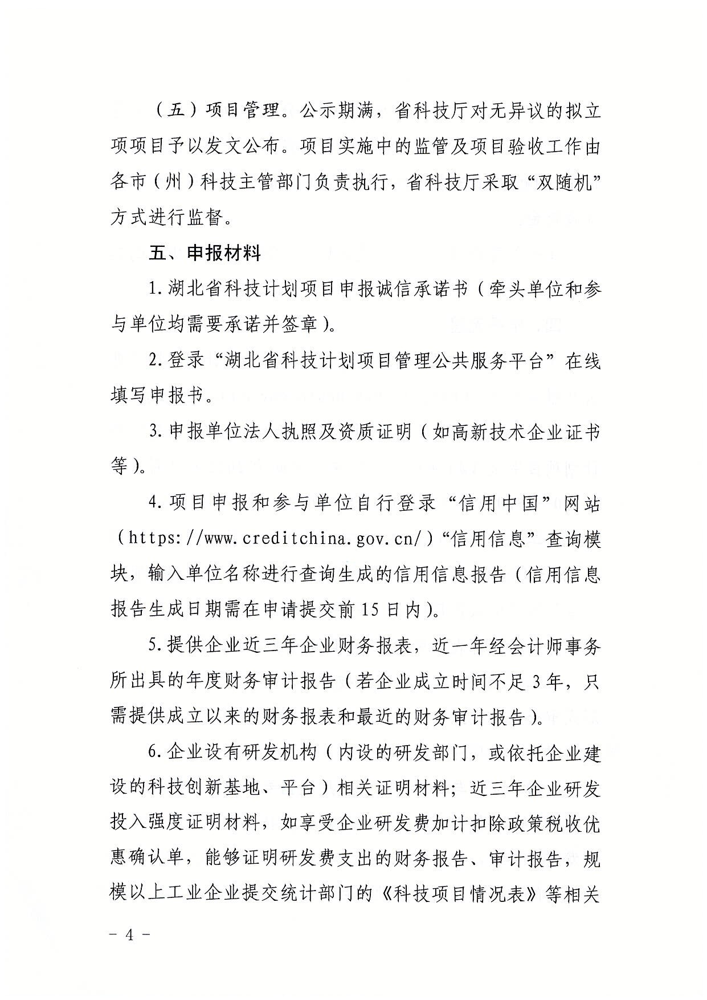 （五）项目管理。公示期满，省科技厅对无异议的拟立
项项目予以发文公布。项目实施中的监管及项目验收工作由
各市（州）科技主管部门负责执行，省科技厅采取“双随机”
方式进行监督。
五、申报材料
1.湖北省科技计划项目申报诚信承诺书（牵头单位和参
与单位均需要承诺并签章）。
2.登录“湖北省科技计划项目管理公共服务平台”在线
填写申报书。
3.申报单位法人执照及资质证明（如高新技术企业证书
等）。
4.项目申报和参与单位自行登录“信用中国”网站
（https://www.creditchina.gov.cn/）“信用信息”查询模
块，输入单位名称进行查询生成的信用信息报告（信用信息
报告生成日期需在申请提交前 15 日内）。
5.提供企业近三年企业财务报表，近一年经会计师事务
所出具的年度财务审计报告（若企业成立时间不足 3 年，只
需提供成立以来的财务报表和最近的财务审计报告）。
6.企业设有研发机构（内设的研发部门，或依托企业建
设的科技创新基地、平台）相关证明材料；近三年企业研发
投入强度证明材料，如享受企业研发费加计扣除政策税收优
惠确认单，能够证明研发费支出的财务报告、审计报告，规
模以上工业企业提交统计部门的《科技项目情况表》等相关
- 4 -